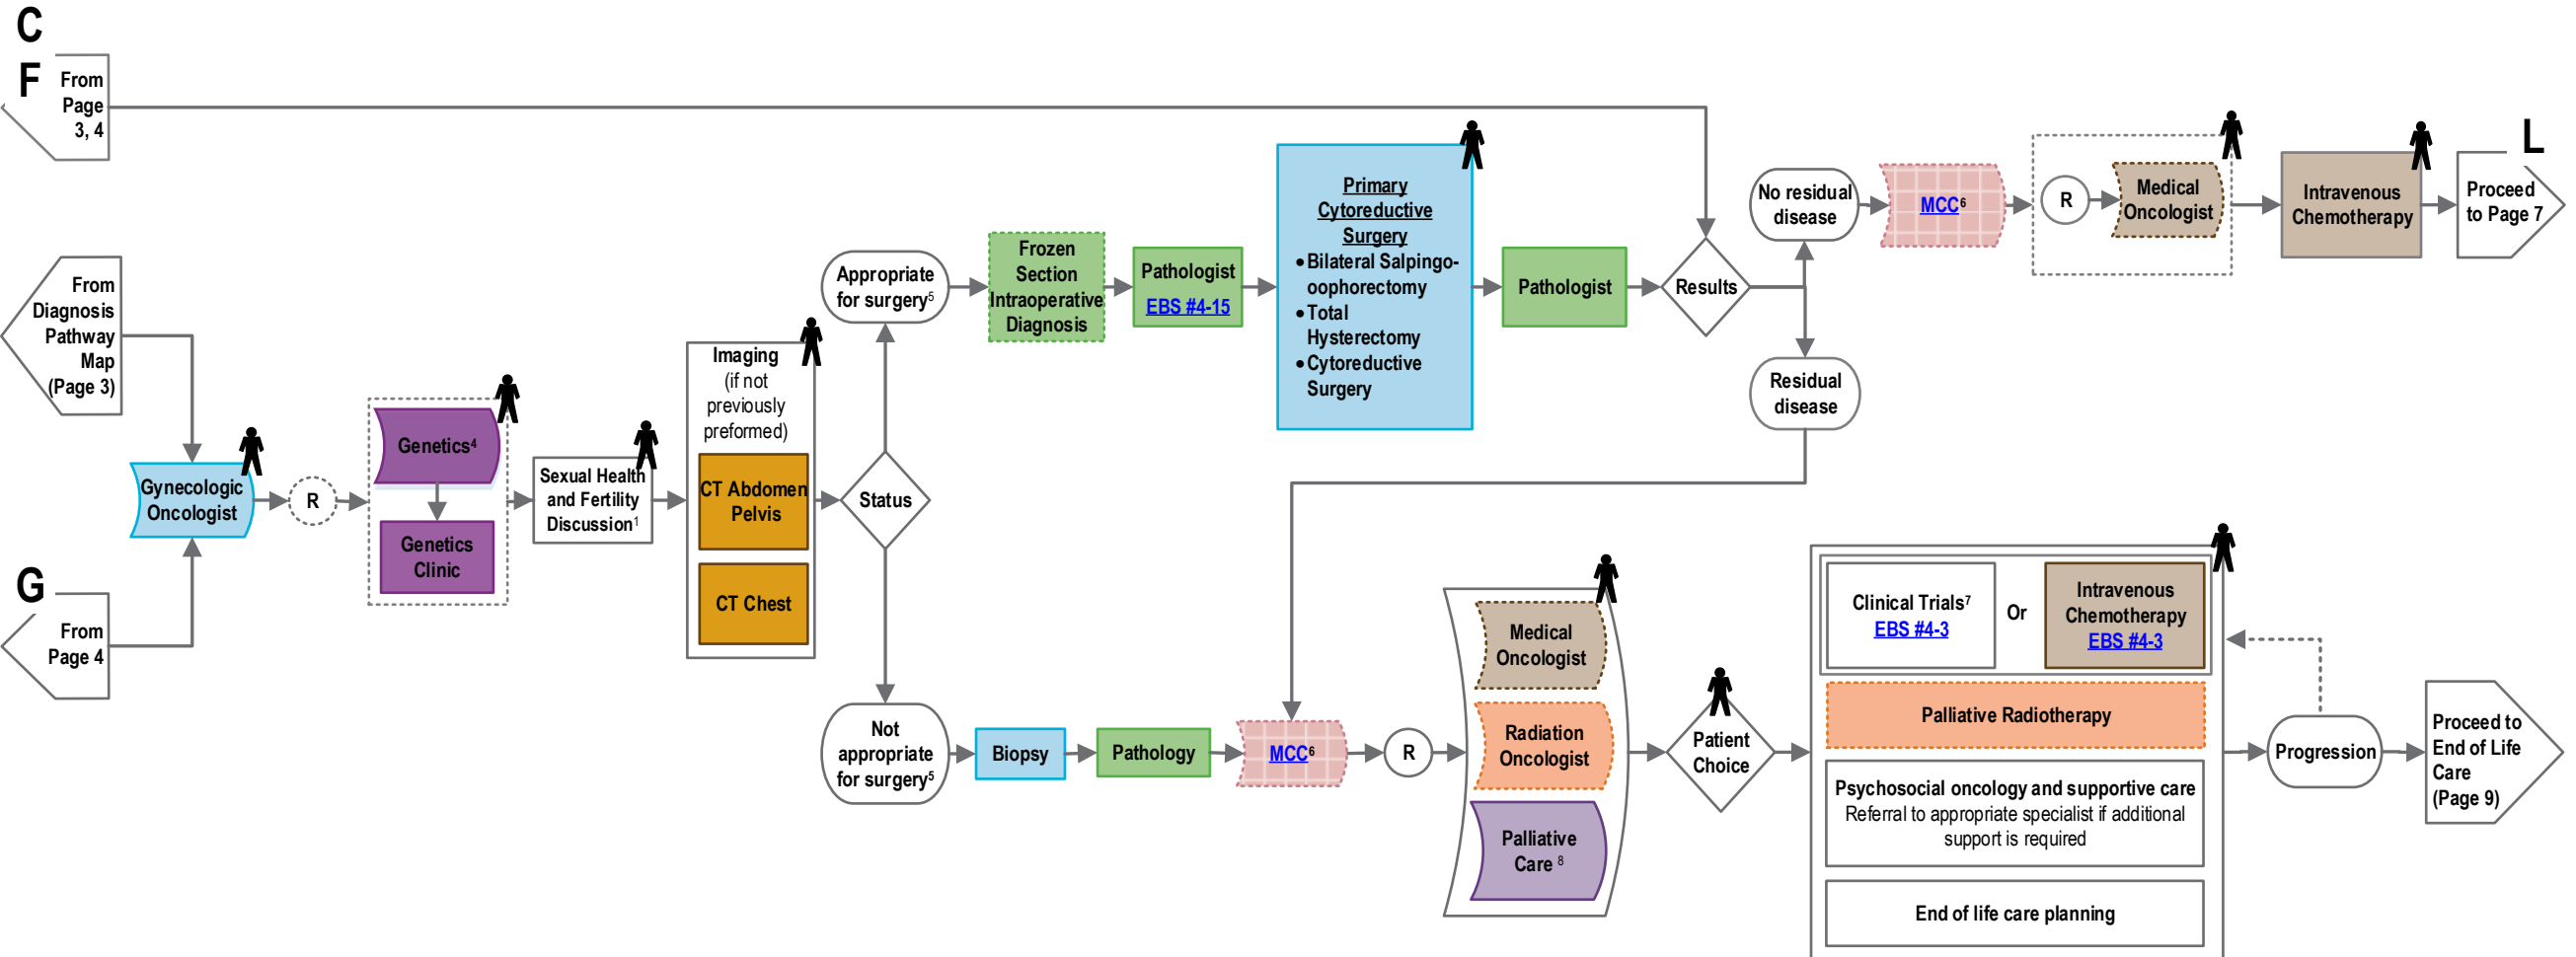 C
F
From
Page
3, 4
From
Diagnosis
Pathway
Map
(Page 3)
G
From
Page 4
Gynecologic
Oncologist
R
Genetics4
Genetics
Clinic
Sexual Health
and Fertility
Discussion1
Imaging
(if not
previously
preformed)
CT Abdomen
Pelvis
CT Chest
Status
Appropriate
for surgery5
Frozen
Section
Intraoperative
Diagnosis
Pathologist
EBS #4-15
Primary
Cytoreductive
Surgery
•Bilateral Salpingo-
oophorectomy
•Total
Hysterectomy
•Cytoreductive
Surgery
Pathologist
Results
No residual
disease
MCC6
R
Medical
Oncologist
Intravenous
Chemotherapy
L
Proceed
to Page 7
Residual
disease
Not
appropriate
for surgery5
Biopsy
Pathology
MCC6
R
Medical
Oncologist
Radiation
Oncologist
Palliative
Care 8
Patient
Choice
Clinical Trials7
EBS #4-3
Or
Intravenous
Chemotherapy
EBS #4-3
Palliative Radiotherapy
Psychosocial oncology and supportive care
Referral to appropriate specialist if additional
support is required
End of life care planning
Progression
Proceed to
End of Life
Care
(Page 9)